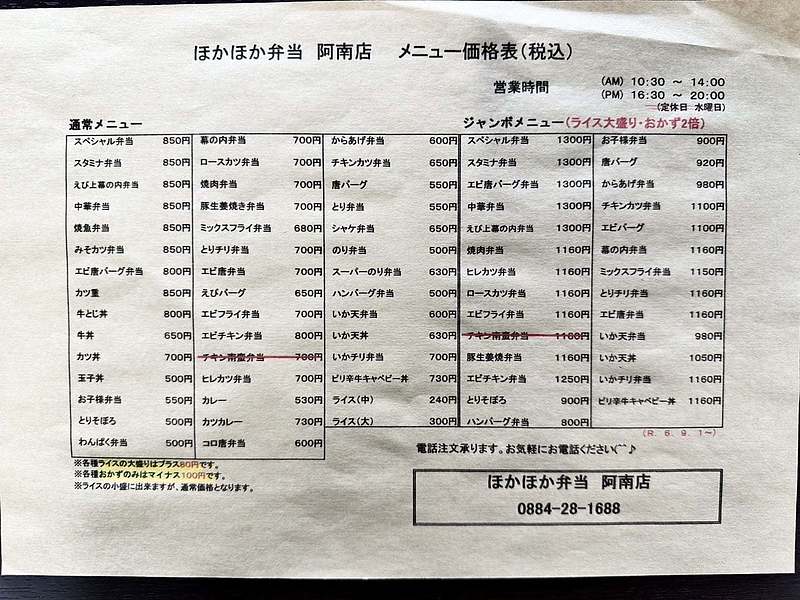 ほかほか弁当 阿南店 メニュー価格表(税込)
営業時間 (AM) 10:30 ～ 14:00
(PM) 16:30 ～ 20:00
(定休日 水曜日)
通常メニュー
スペシャル弁当 850円
スタミナ弁当 850円
えび上幕の内弁当 850円
中華弁当 850円
焼魚弁当 850円
みそカツ弁当 850円
エビ唐バーグ弁当 800円
カツ重 850円
牛とじ丼 800円
牛丼 650円
カツ丼 700円
玉子丼 500円
お子様弁当 550円
とりそぼろ 500円
わんぱく弁当 500円
幕の内弁当 700円
ロースカツ弁当 700円
焼肉弁当 700円
豚生姜焼き弁当 700円
ミックスフライ弁当 680円
とりチリ弁当 700円
エビ唐弁当 700円
えびバーグ 650円
エビフライ弁当 700円
エビチキン弁当 800円
チキン南蛮弁当 700円
ヒレカツ弁当 700円
カレー 530円
カツカレー 730円
コロ唐弁当 600円
からあげ弁当 600円
チキンカツ弁当 650円
唐バーグ 550円
とり弁当 550円
シャケ弁当 650円
のり弁当 500円
スーパーのり弁当 630円
ハンバーグ弁当 500円
いか天弁当 600円
いか天丼 630円
いかチリ弁当 700円
ピリ辛牛キャベビー丼 730円
ライス(中) 240円
ライス(大) 300円
ジャンボメニュー(ライス大盛り・おかず2倍)
スペシャル弁当 1300円
スタミナ弁当 1300円
エビ唐バーグ弁当 1300円
中華弁当 1300円
えび上幕の内弁当 1300円
焼肉弁当 1160円
ヒレカツ弁当 1160円
ロースカツ弁当 1160円
エビフライ弁当 1160円
チキン南蛮弁当 1160円
豚生姜焼弁当 1160円
エビチキン弁当 1250円
とりそぼろ 900円
ハンバーグ弁当 800円
お子様弁当 900円
唐バーグ 920円
からあげ弁当 980円
チキンカツ弁当 1100円
エビバーグ 1100円
幕の内弁当 1160円
ミックスフライ弁当 1150円
とりチリ弁当 1160円
エビ唐弁当 1160円
いか天弁当 980円
いか天丼 1050円
いかチリ弁当 1160円
ピリ辛牛キャベビー丼 1160円
(R. 6. 9. 1～)
※各種ライスの大盛りはプラス80円です。
※各種おかずのみはマイナス100円です。
※ライスの小盛に出来ますが、通常価格となります。
電話注文承ります。お気軽にお電話ください(^^♪
ほかほか弁当 阿南店
0884-28-1688